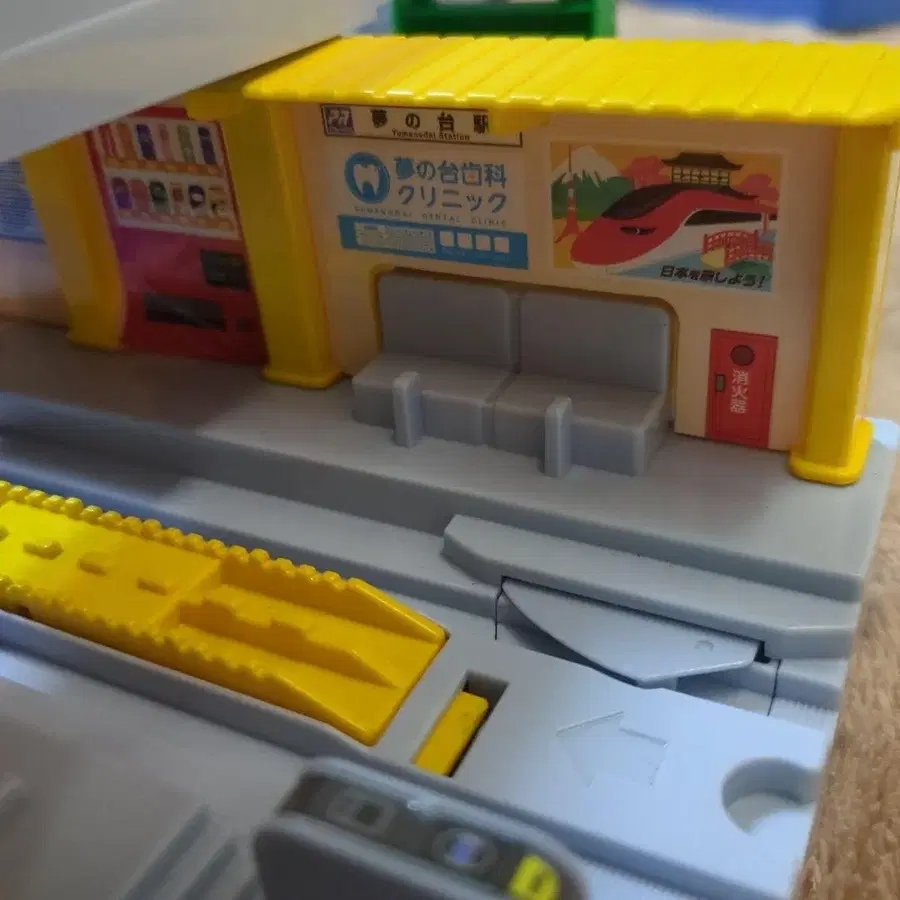 夢の台駅
Yumenodai Station
夢の台歯科
クリニック
YUMENODAI DENTAL CLINIC
日本を旅しよう!
消火器